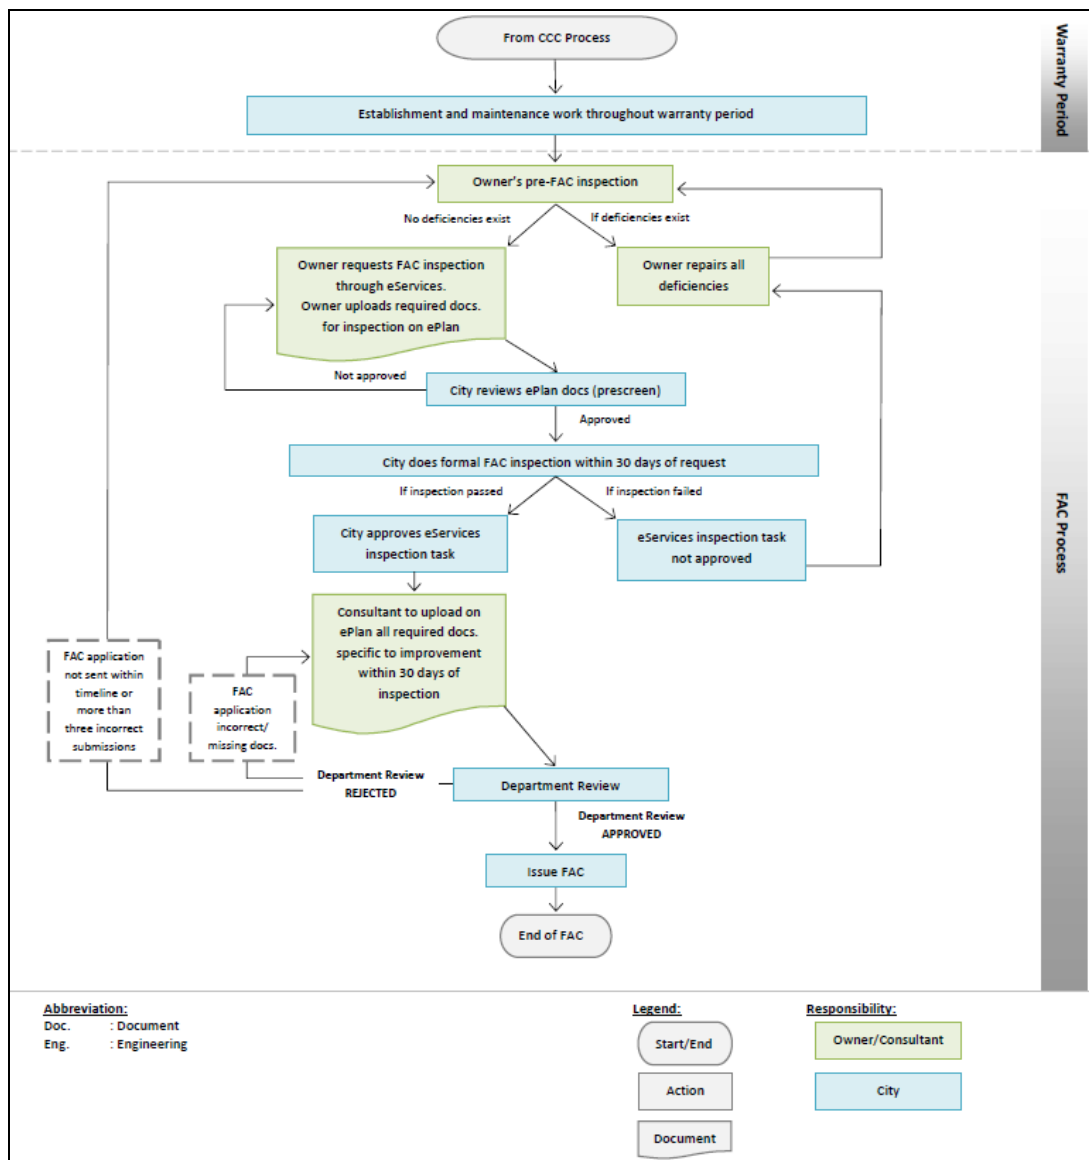 From CCC Process
Warranty Period
Establishment and maintenance work throughout warranty period
Owner's pre-FAC inspection
No deficiencies exist
If deficiencies exist
Owner requests FAC inspection
through eServices.
Owner uploads required docs.
for inspection on ePlan
Owner repairs all
deficiencies
Not approved
City reviews ePlan docs (prescreen)
Approved
City does formal FAC inspection within 30 days of request
If inspection passed
If inspection failed
City approves eServices
inspection task
eServices inspection task
not approved
FAC Process
Consultant to upload on
ePlan all required docs.
specific to improvement
within 30 days of
inspection
FAC application
not sent within
timeline or
more than
three incorrect
submissions
FAC
application
incorrect/
missing docs.
Department Review
REJECTED
Department Review
Department Review
APPROVED
Issue FAC
End of FAC
Abbreviation:
Doc. : Document
Eng. : Engineering
Legend:
Start/End
Action
Document
Responsibility:
Owner/Consultant
City